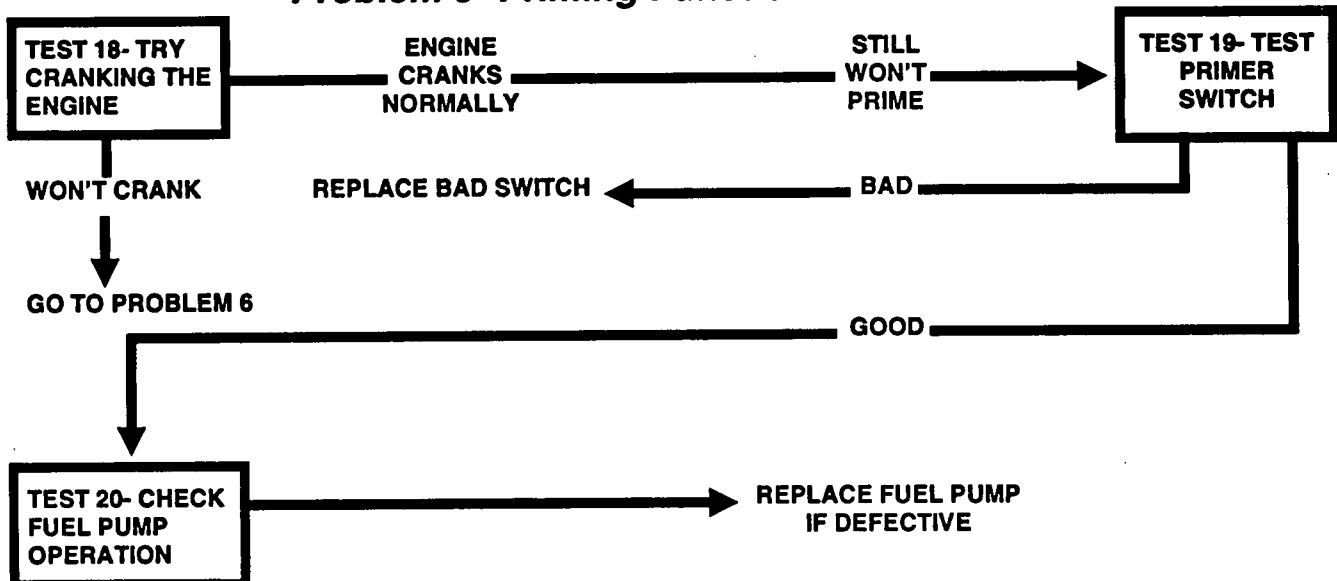 TEST 18- TRY
CRANKING THE
ENGINE
ENGINE
CRANKS
NORMALLY
STILL
WON'T
PRIME
TEST 19- TEST
PRIMER
SWITCH
WON'T CRANK
REPLACE BAD SWITCH
BAD
GO TO PROBLEM 6
GOOD
TEST 20- CHECK
FUEL PUMP
OPERATION
REPLACE FUEL PUMP
IF DEFECTIVE